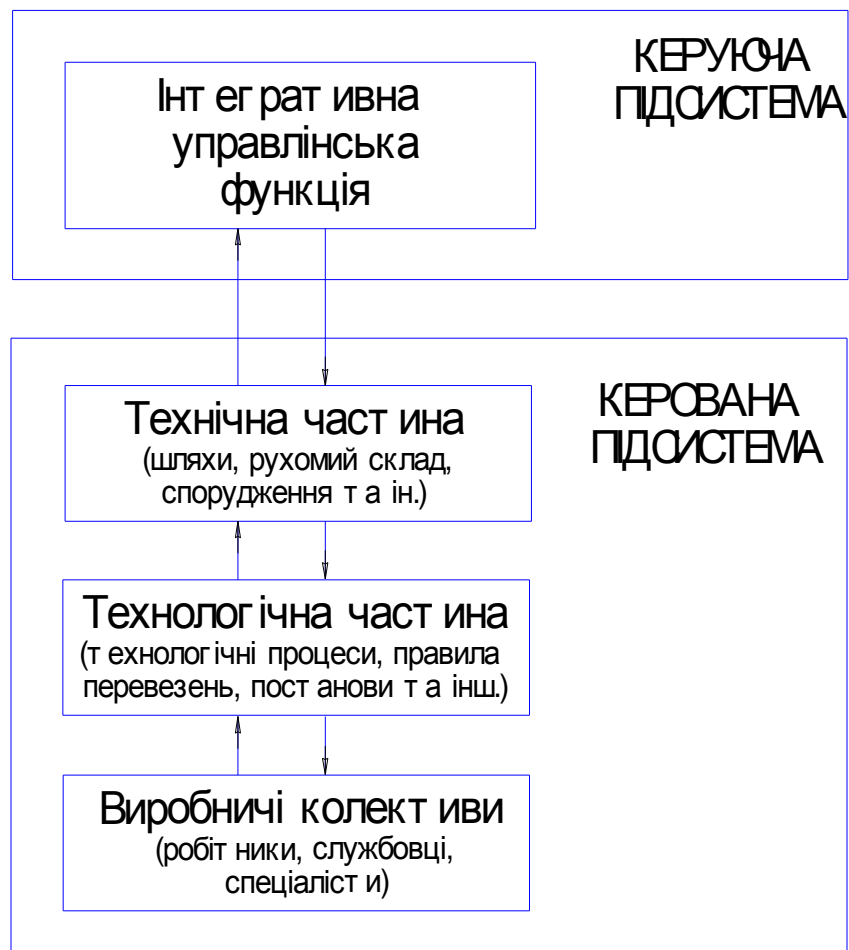 КЕРУЮЧА
ПІДСИСТЕМА
Інтегративна
управлінська
функція
КЕРОВАНА
ПІДСИСТЕМА
Технічна частина
(шляхи, рухомий склад,
спорудження та ін.)
Технологічна частина
(технологічні процеси, правила
перевезень, постанови та інш.)
Виробничі колективи
(робітники, службовці,
спеціалісти)